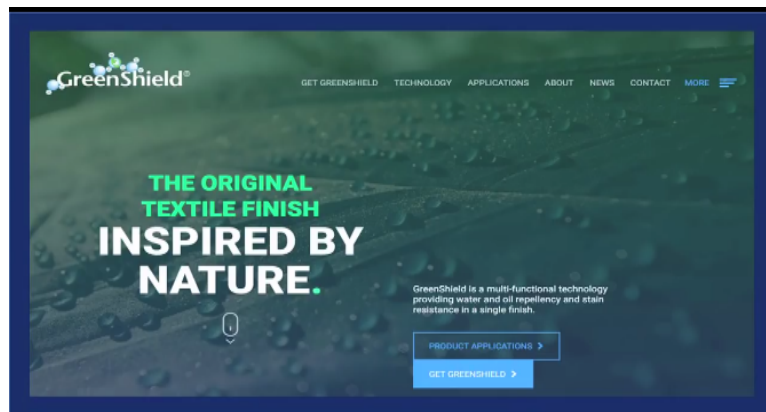 GreenShield®
GET GREENSHIELD TECHNOLOGY APPLICATIONS ABOUT NEWS CONTACT MORE
THE ORIGINAL
TEXTILE FINISH
INSPIRED BY
NATURE.
GreenShield is a multi-functional technology
providing water and oil repellency and stain
resistance in a single finish.
PRODUCT APPLICATIONS >
GET GREENSHIELD >